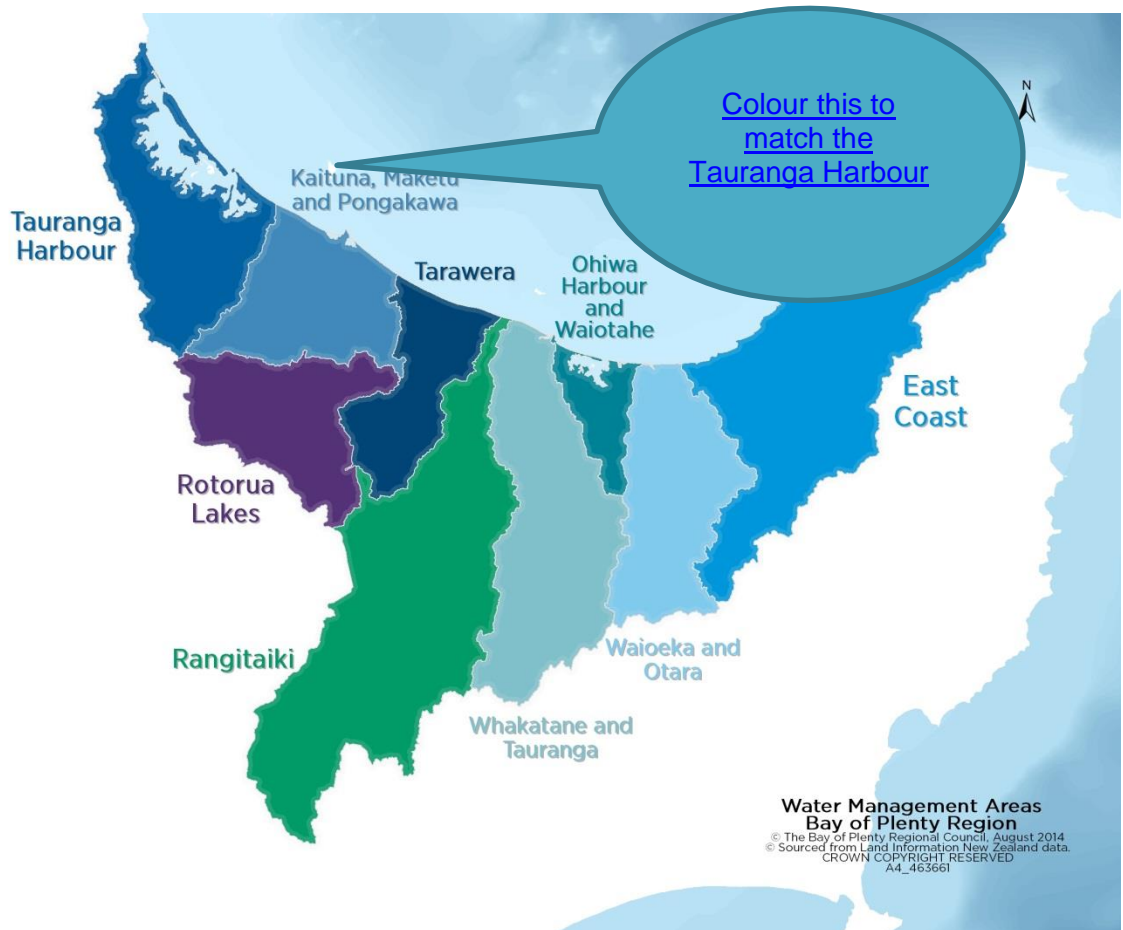 N
Colour this to
match the
Tauranga Harbour
Kaituna, Maketu
and Pongakawa
Tauranga
Harbour
Tarawera
Ohiwa
Harbour
and
Waiotahe
East
Coast
Rotorua
Lakes
Rangitaiki
Waioeka and
Otara
Whakatane and
Tauranga
Water Management Areas
Bay of Plenty Region
© The Bay of Plenty Regional Council, August 2014
© Sourced from Land Information New Zealand data.
CROWN COPYRIGHT RESERVED
A4_463661